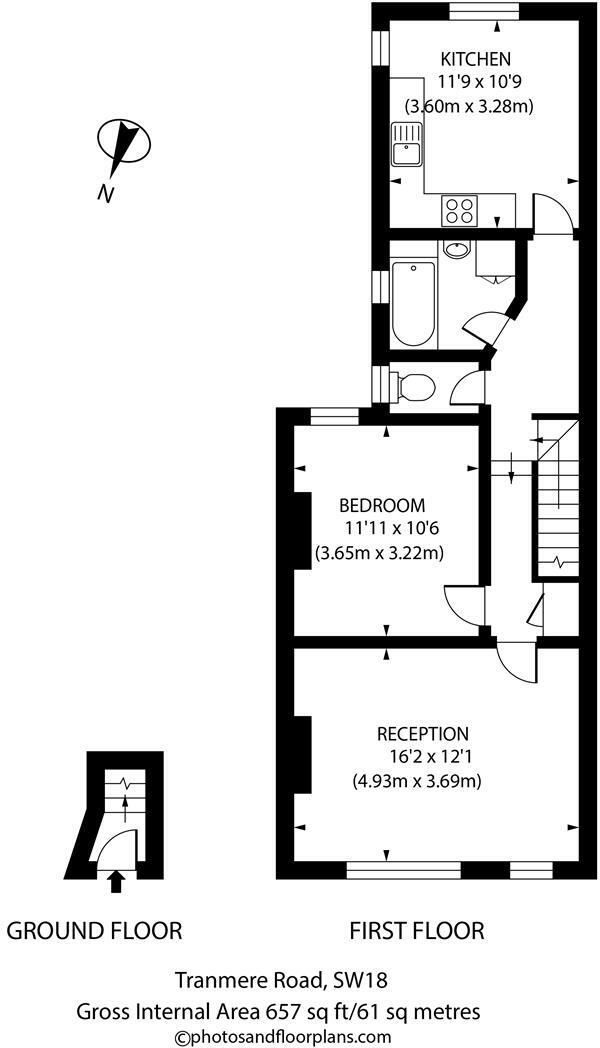 KITCHEN
11'9 x 10'9
(3.60m x 3.28m)
N
BEDROOM
11'11 x 10'6
(3.65m x 3.22m)
RECEPTION
16'2 x 12'1
(4.93m x 3.69m)
GROUND FLOOR
FIRST FLOOR
Tranmere Road, SW18
Gross Internal Area 657 sq ft/61 sq metres
©photosandfloorplans.com